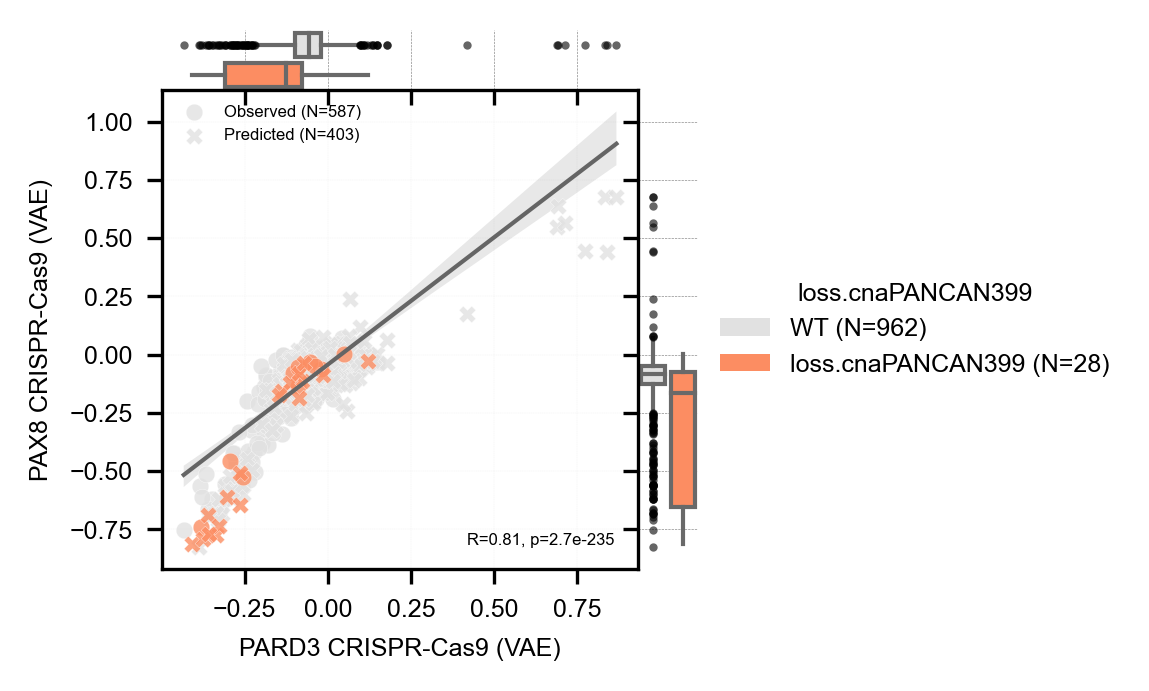 Observed (N=587)
Predicted (N=403)
1.00
0.75
0.50
0.25
0.00
−0.25
−0.50
−0.75
PAX8 CRISPR-Cas9 (VAE)
R=0.81, p=2.7e-235
−0.25 0.00 0.25 0.50 0.75
PARD3 CRISPR-Cas9 (VAE)
loss.cnaPANCAN399
WT (N=962)
loss.cnaPANCAN399 (N=28)